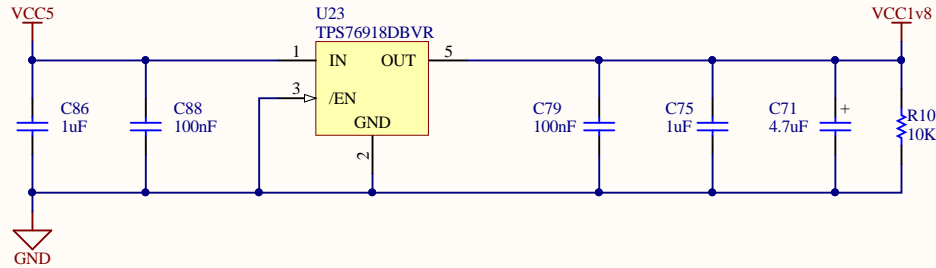 VCC5
U23
TPS76918DBVR
VCC1v8
1
IN
OUT
5
3
/EN
GND
2
C86
1uF
C88
100nF
C79
100nF
C75
1uF
C71
4.7uF
+
R10
10K
GND